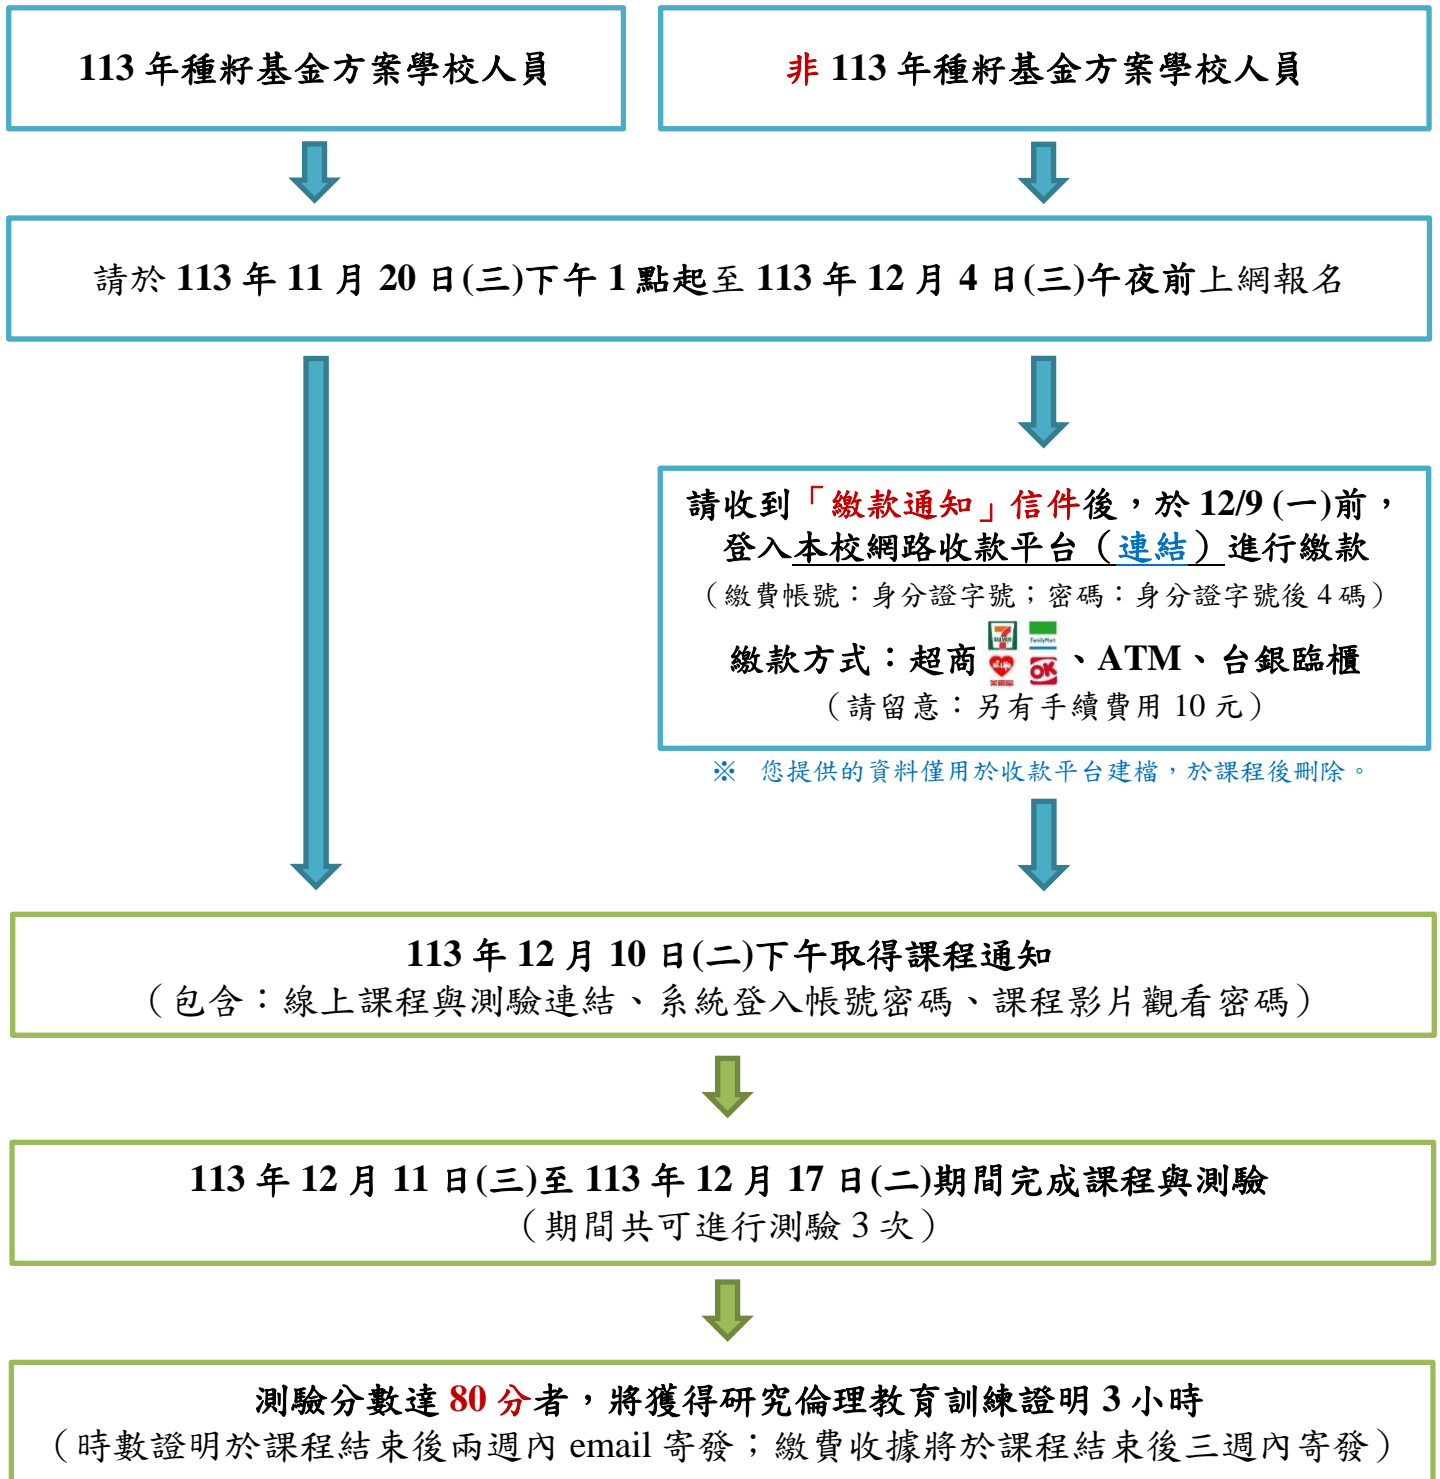 113 年種籽基金方案學校人員
非 113 年種籽基金方案學校人員
請於 113 年 11 月 20 日(三)下午 1 點起至 113 年 12 月 4 日(三)午夜前上網報名
請收到「繳款通知」信件後，於 12/9 (一)前，
登入本校網路收款平台（連結）進行繳款
（繳費帳號：身分證字號；密碼：身分證字號後 4 碼）
繳款方式：超商 7 ELEVEN FamilyMart 萊爾富 OK 、ATM、台銀臨櫃
（請留意：另有手續費用 10 元）
※ 您提供的資料僅用於收款平台建檔，於課程後刪除。
113 年 12 月 10 日(二)下午取得課程通知
（包含：線上課程與測驗連結、系統登入帳號密碼、課程影片觀看密碼）
113 年 12 月 11 日(三)至 113 年 12 月 17 日(二)期間完成課程與測驗
（期間共可進行測驗 3 次）
測驗分數達 80 分者，將獲得研究倫理教育訓練證明 3 小時
（時數證明於課程結束後兩週內 email 寄發；繳費收據將於課程結束後三週內寄發）